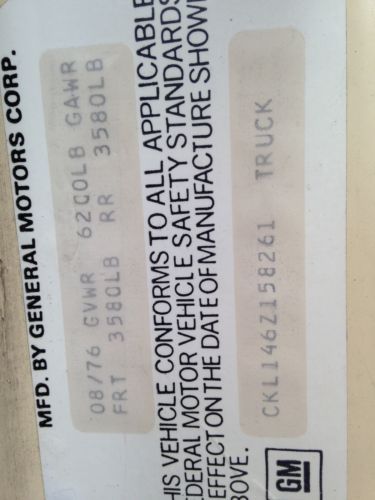 MFD. BY GENERAL MOTORS CORP.
08/76 GVWR 6200LB GAWR
FRT 3580LB RR 3580LB
HIS VEHICLE CONFORMS TO ALL APPLICABLE
EDERAL MOTOR VEHICLE SAFETY STANDARDS
EFFECT ON THE DATE OF MANUFACTURE SHOW
BOVE.
CKL146Z158261 TRUCK
GM